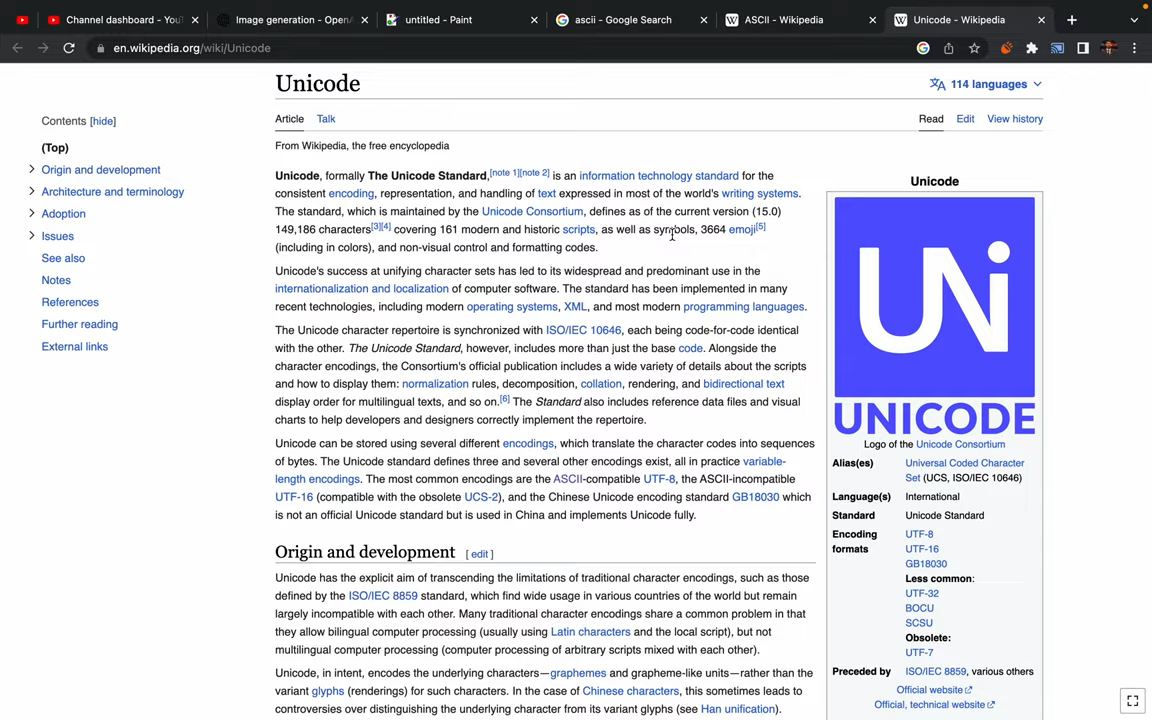 Channel dashboard - YouT
Image generation - OpenA
untitled - Paint
ascii - Google Search
ASCII - Wikipedia
Unicode - Wikipedia
en.wikipedia.org/wiki/Unicode
Contents [hide]
(Top)
Origin and development
Architecture and terminology
Adoption
Issues
See also
Notes
References
Further reading
External links
Unicode
114 languages
Article Talk
Read Edit View history
From Wikipedia, the free encyclopedia
Unicode, formally The Unicode Standard,[note 1][note 2] is an information technology standard for the
consistent encoding, representation, and handling of text expressed in most of the world's writing systems.
The standard, which is maintained by the Unicode Consortium, defines as of the current version (15.0)
149,186 characters[3][4] covering 161 modern and historic scripts, as well as symbols, 3664 emoji[5]
(including in colors), and non-visual control and formatting codes.
Unicode's success at unifying character sets has led to its widespread and predominant use in the
internationalization and localization of computer software. The standard has been implemented in many
recent technologies, including modern operating systems, XML, and most modern programming languages.
The Unicode character repertoire is synchronized with ISO/IEC 10646, each being code-for-code identical
with the other. The Unicode Standard, however, includes more than just the base code. Alongside the
character encodings, the Consortium's official publication includes a wide variety of details about the scripts
and how to display them: normalization rules, decomposition, collation, rendering, and bidirectional text
display order for multilingual texts, and so on.[6] The Standard also includes reference data files and visual
charts to help developers and designers correctly implement the repertoire.
Unicode can be stored using several different encodings, which translate the character codes into sequences
of bytes. The Unicode standard defines three and several other encodings exist, all in practice variable-
length encodings. The most common encodings are the ASCII-compatible UTF-8, the ASCII-incompatible
UTF-16 (compatible with the obsolete UCS-2), and the Chinese Unicode encoding standard GB18030 which
is not an official Unicode standard but is used in China and implements Unicode fully.
Origin and development [ edit ]
Unicode has the explicit aim of transcending the limitations of traditional character encodings, such as those
defined by the ISO/IEC 8859 standard, which find wide usage in various countries of the world but remain
largely incompatible with each other. Many traditional character encodings share a common problem in that
they allow bilingual computer processing (usually using Latin characters and the local script), but not
multilingual computer processing (computer processing of arbitrary scripts mixed with each other).
Unicode, in intent, encodes the underlying characters—graphemes and grapheme-like units—rather than the
variant glyphs (renderings) for such characters. In the case of Chinese characters, this sometimes leads to
controversies over distinguishing the underlying character from its variant glyphs (see Han unification).
Unicode
UNi
UNICODE
Logo of the Unicode Consortium
Alias(es) Universal Coded Character
Set (UCS, ISO/IEC 10646)
Language(s) International
Standard Unicode Standard
Encoding UTF-8
formats UTF-16
GB18030
Less common:
UTF-32
BOCU
SCSU
Obsolete:
UTF-7
Preceded by ISO/IEC 8859, various others
Official website
Official, technical website